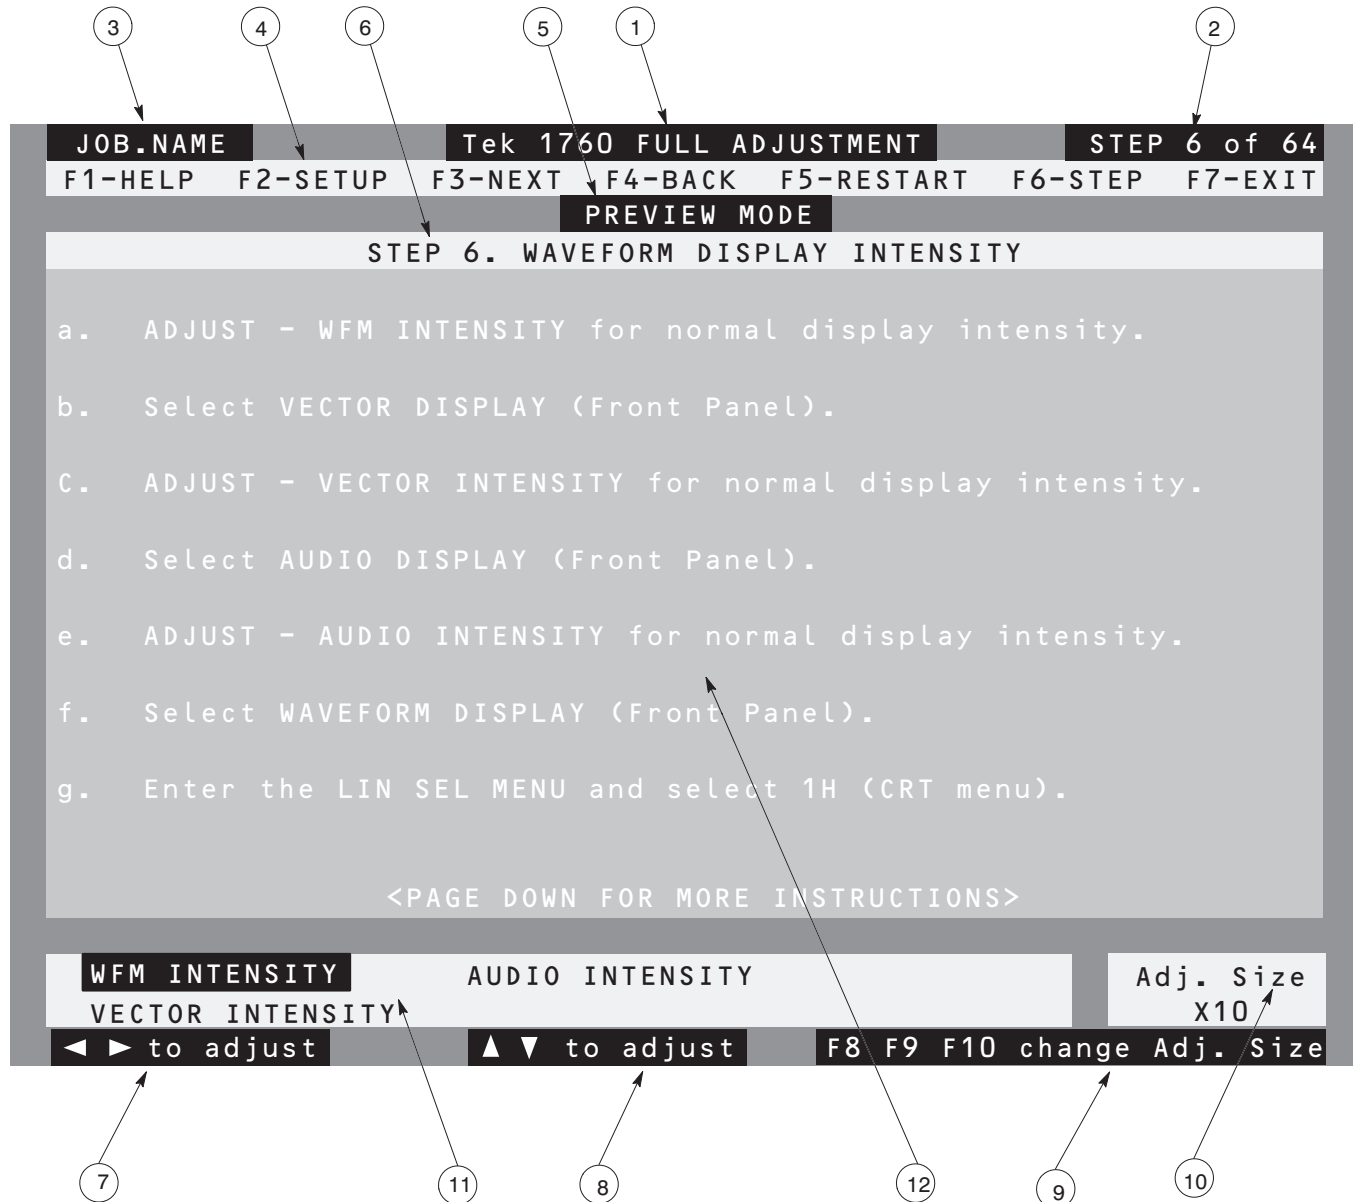 3 4 6 5 1 2
JOB.NAME Tek 1760 FULL ADJUSTMENT STEP 6 of 64
F1-HELP F2-SETUP F3-NEXT F4-BACK F5-RESTART F6-STEP F7-EXIT
PREVIEW MODE
STEP 6. WAVEFORM DISPLAY INTENSITY
a. ADJUST - WFM INTENSITY for normal display intensity.
b. Select VECTOR DISPLAY (Front Panel).
C. ADJUST - VECTOR INTENSITY for normal display intensity.
d. Select AUDIO DISPLAY (Front Panel).
e. ADJUST - AUDIO INTENSITY for normal display intensity.
f. Select WAVEFORM DISPLAY (Front Panel).
g. Enter the LIN SEL MENU and select 1H (CRT menu).
<PAGE DOWN FOR MORE INSTRUCTIONS>
WFM INTENSITY AUDIO INTENSITY Adj. Size
VECTOR INTENSITY X10
◄ ► to adjust ▲ ▼ to adjust F8 F9 F10 change Adj. Size
7 11 8 12 9 10